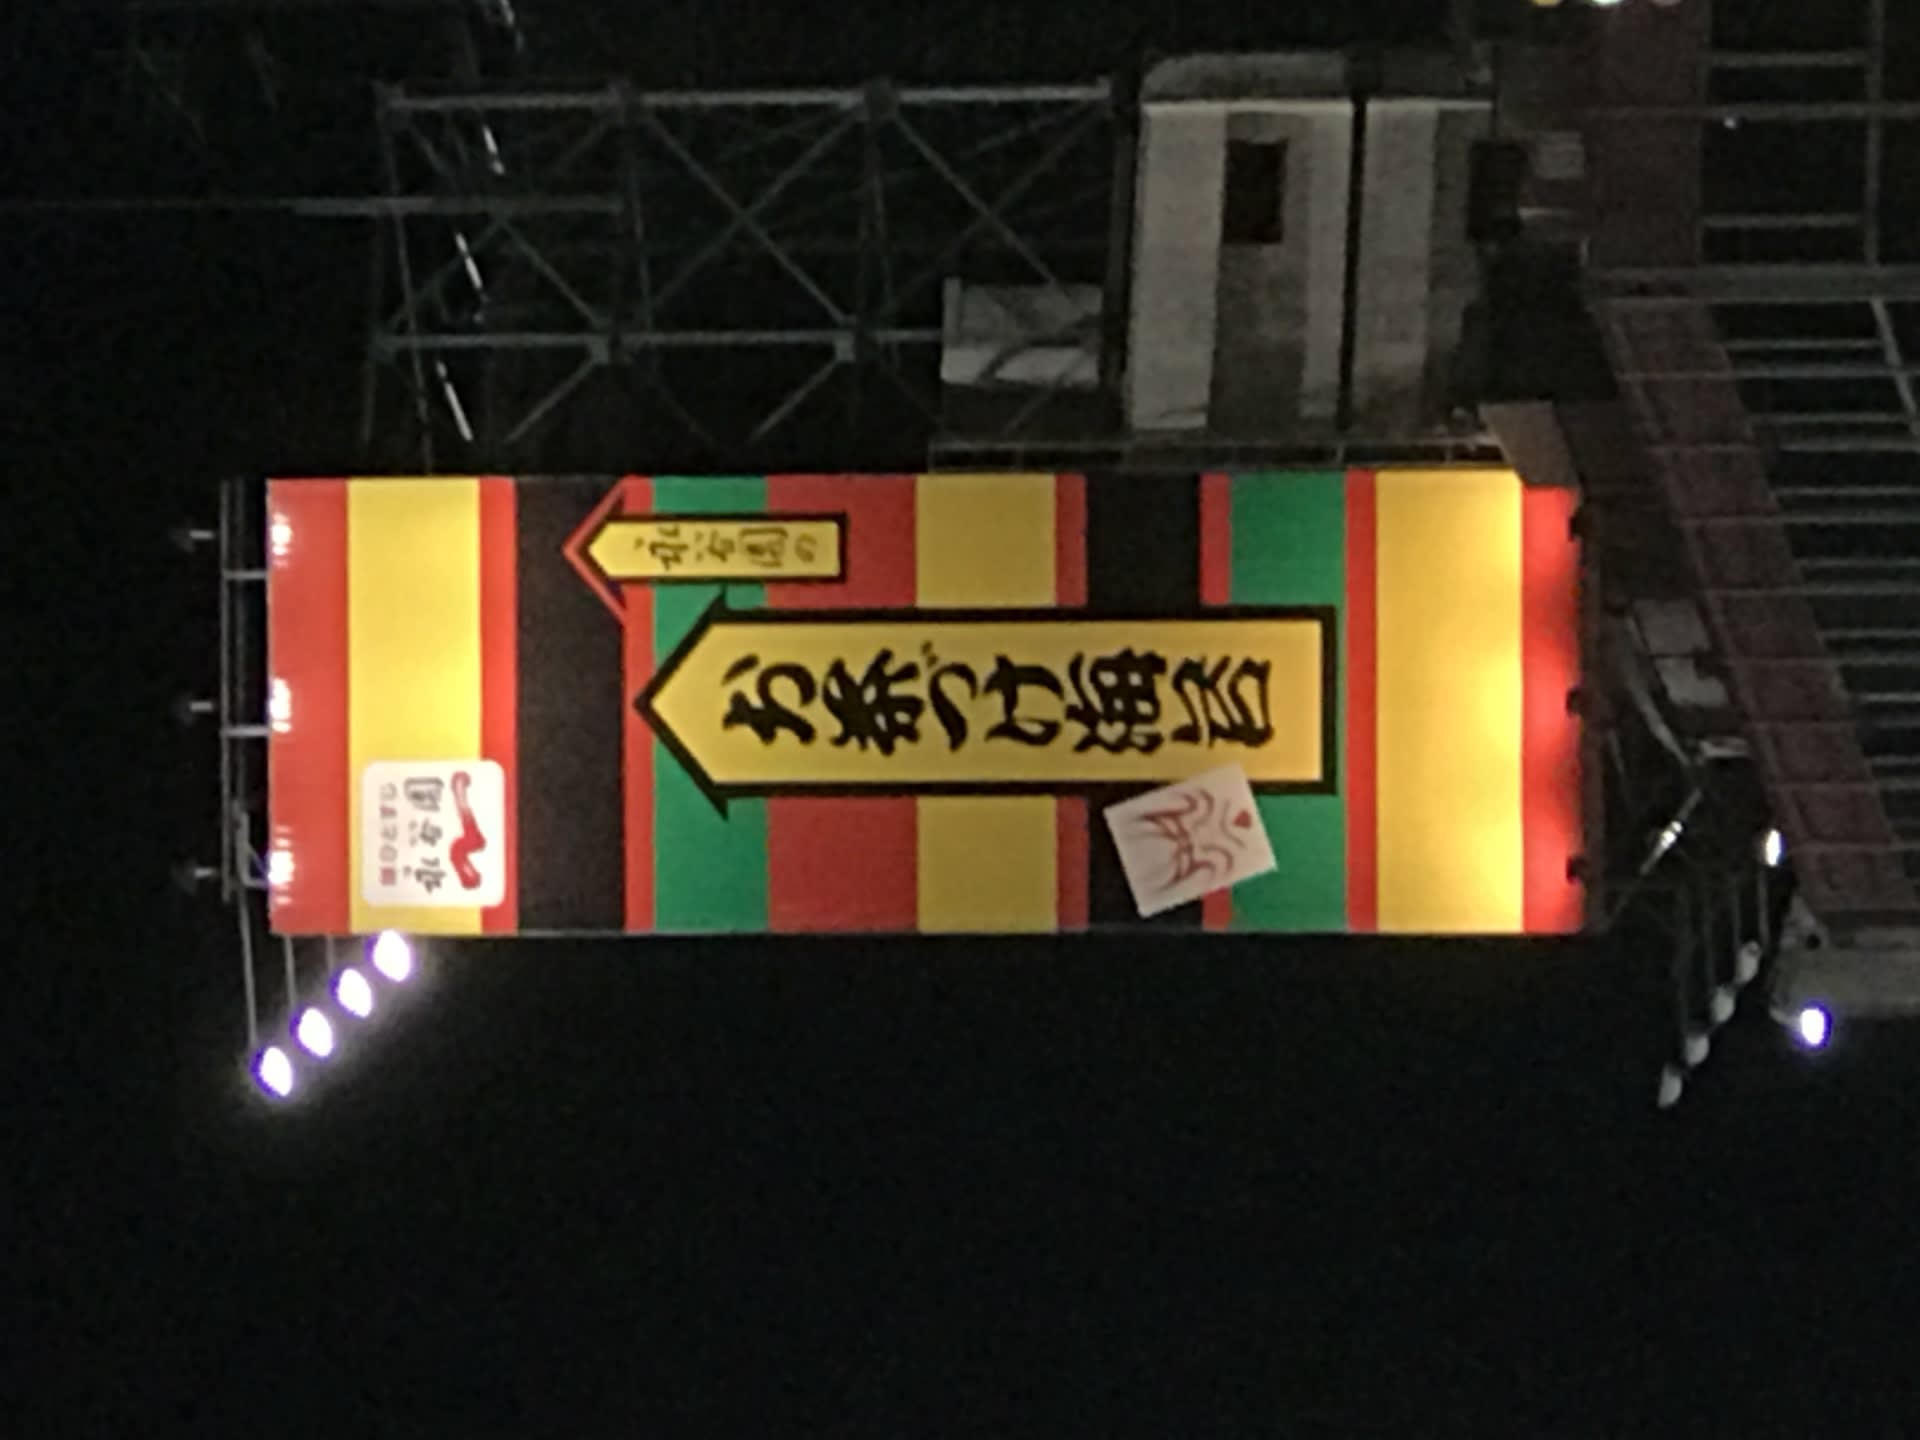 永谷園の
お茶づけ海苔
味ひとすじ
永谷園